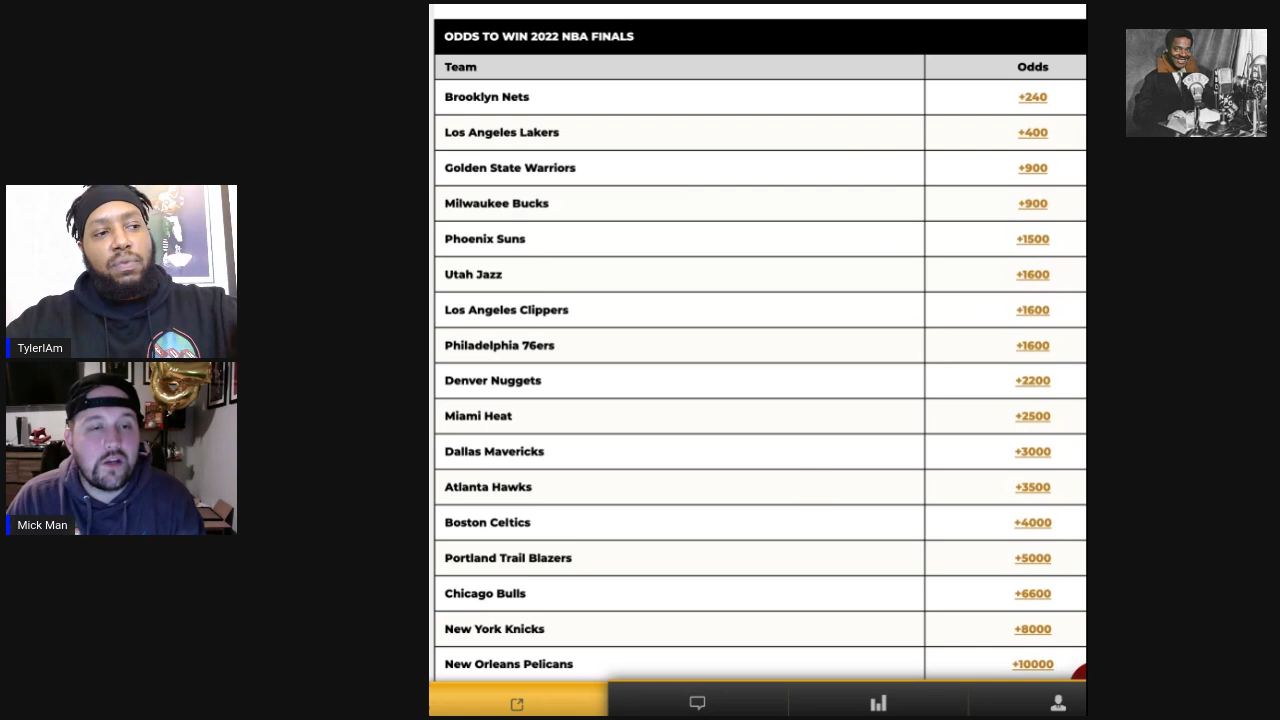 ODDS TO WIN 2022 NBA FINALS
Team Odds
Brooklyn Nets +240
Los Angeles Lakers +400
Golden State Warriors +900
Milwaukee Bucks +900
Phoenix Suns +1500
Utah Jazz +1600
Los Angeles Clippers +1600
Philadelphia 76ers +1600
Denver Nuggets +2200
Miami Heat +2500
Dallas Mavericks +3000
Atlanta Hawks +3500
Boston Celtics +4000
Portland Trail Blazers +5000
Chicago Bulls +6600
New York Knicks +8000
New Orleans Pelicans +10000
TylerIAm
Mick Man